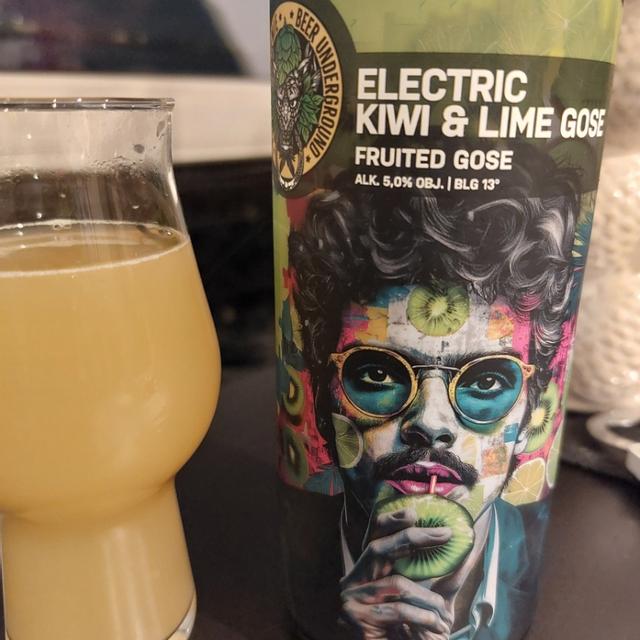 BEER UNDERGROUND
ELECTRIC
KIWI & LIME GOSE
FRUITED GOSE
ALK. 5,0% OBJ. | BLG 13°